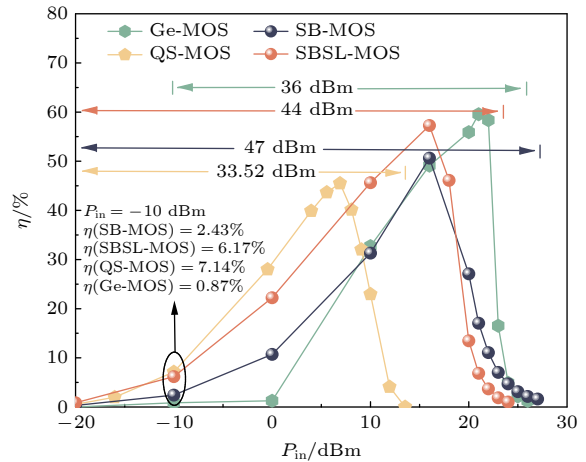 Ge-MOS SB-MOS
QS-MOS SBSL-MOS
36 dBm
44 dBm
47 dBm
33.52 dBm
P_in = −10 dBm
η(SB-MOS) = 2.43%
η(SBSL-MOS) = 6.17%
η(QS-MOS) = 7.14%
η(Ge-MOS) = 0.87%
η/%
80
70
60
50
40
30
20
10
0
−20 −10 0 10 20 30
P_in/dBm